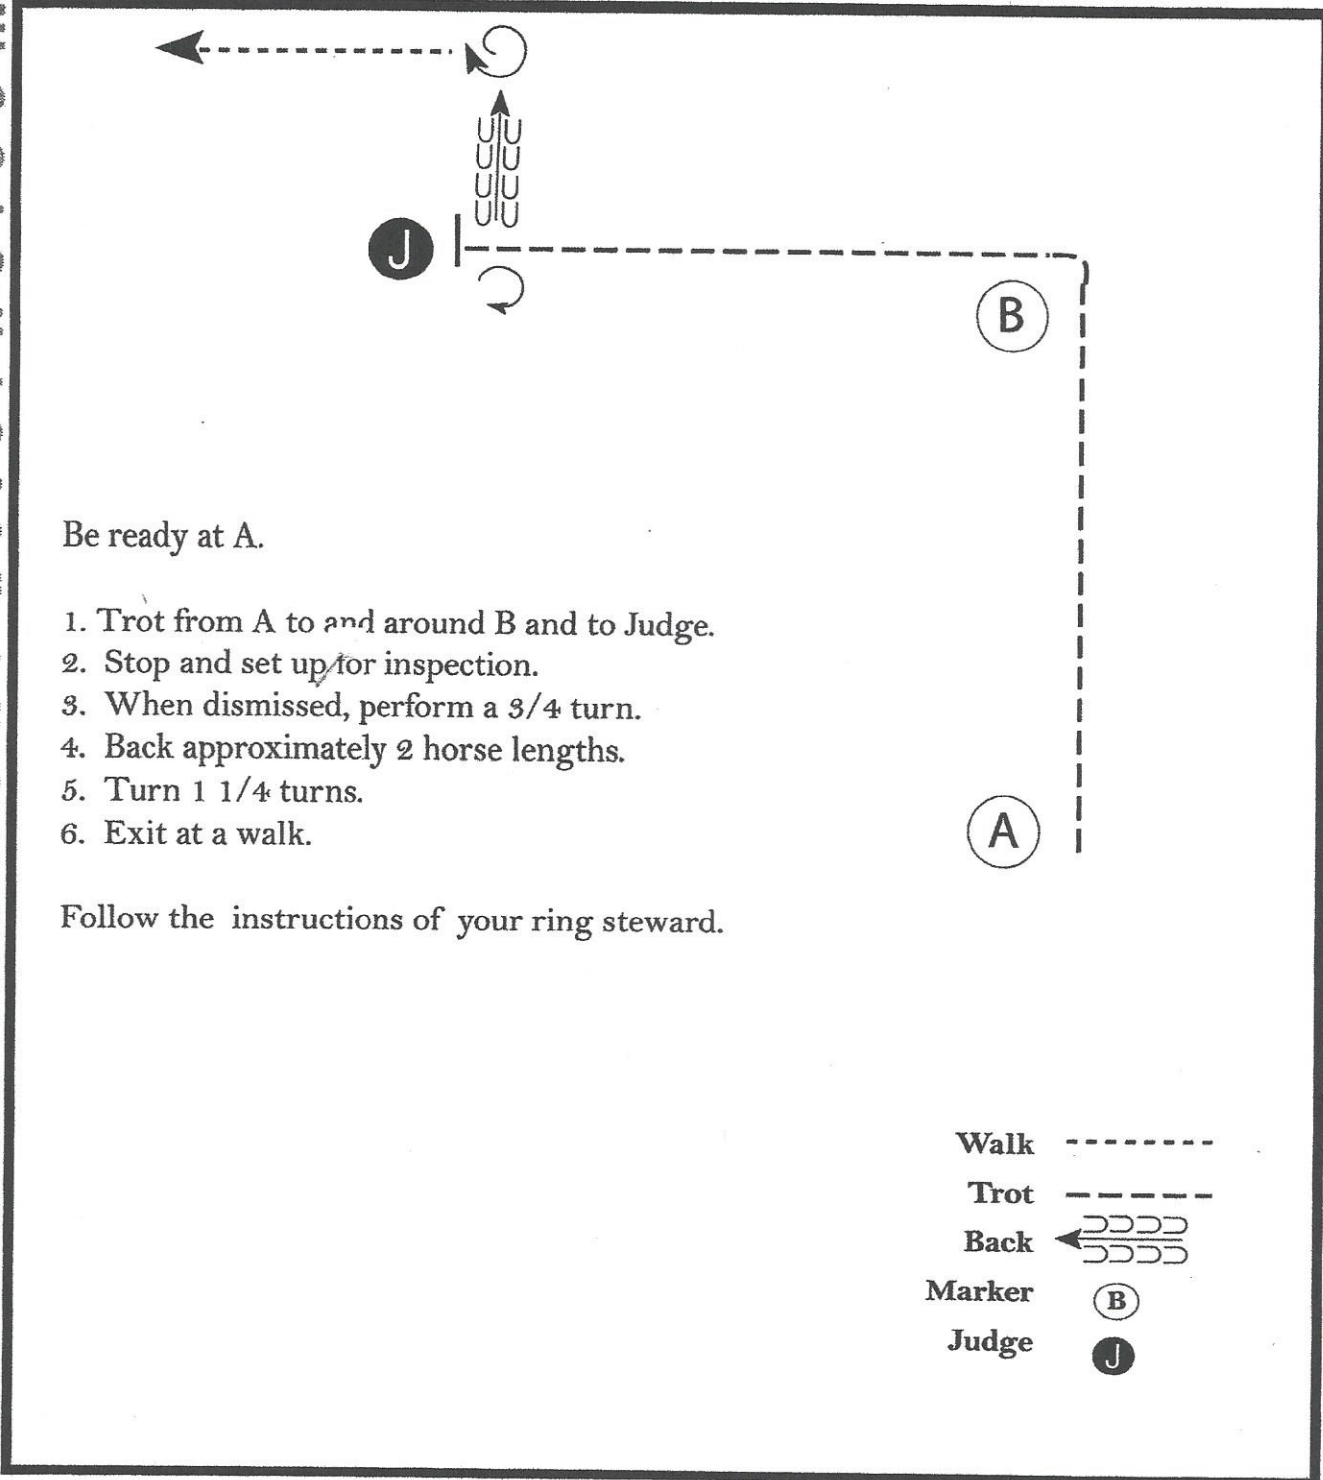 J
B
Be ready at A.
1. Trot from A to and around B and to Judge.
2. Stop and set up for inspection.
3. When dismissed, perform a 3/4 turn.
4. Back approximately 2 horse lengths.
5. Turn 1 1/4 turns.
6. Exit at a walk.
A
Follow the instructions of your ring steward.
Walk
Trot
Back
Marker B
Judge J